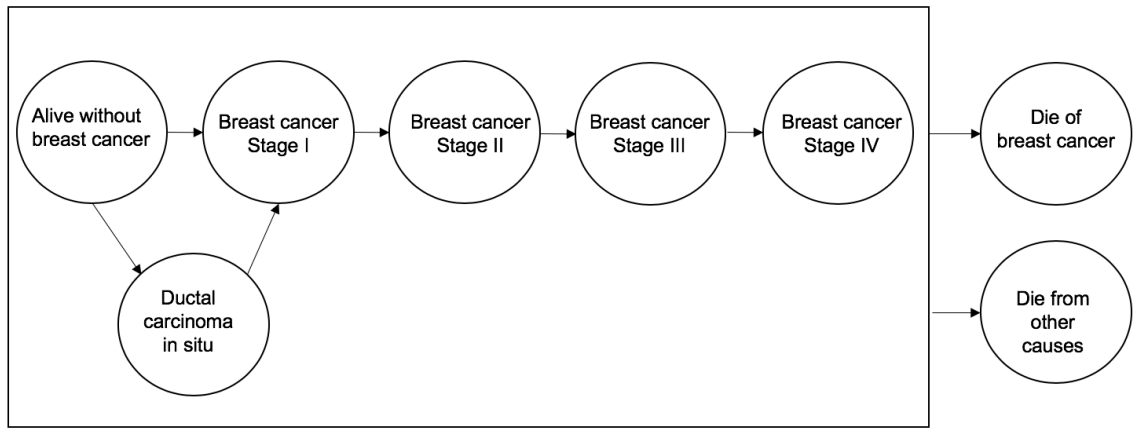 Alive without
breast cancer
Breast cancer
Stage I
Breast cancer
Stage II
Breast cancer
Stage III
Breast cancer
Stage IV
Die of
breast cancer
Ductal
carcinoma
in situ
Die from
other
causes